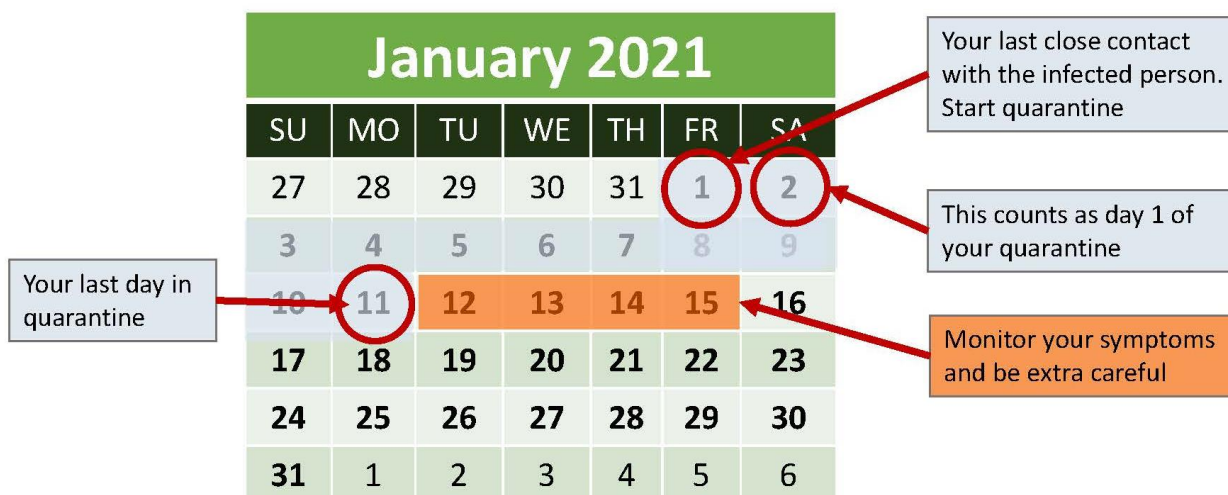 January 2021
SU MO TU WE TH FR SA
27 28 29 30 31 1 2
3 4 5 6 7 8 9
10 11 12 13 14 15 16
17 18 19 20 21 22 23
24 25 26 27 28 29 30
31 1 2 3 4 5 6
Your last close contact
with the infected person.
Start quarantine
This counts as day 1 of
your quarantine
Your last day in
quarantine
Monitor your symptoms
and be extra careful